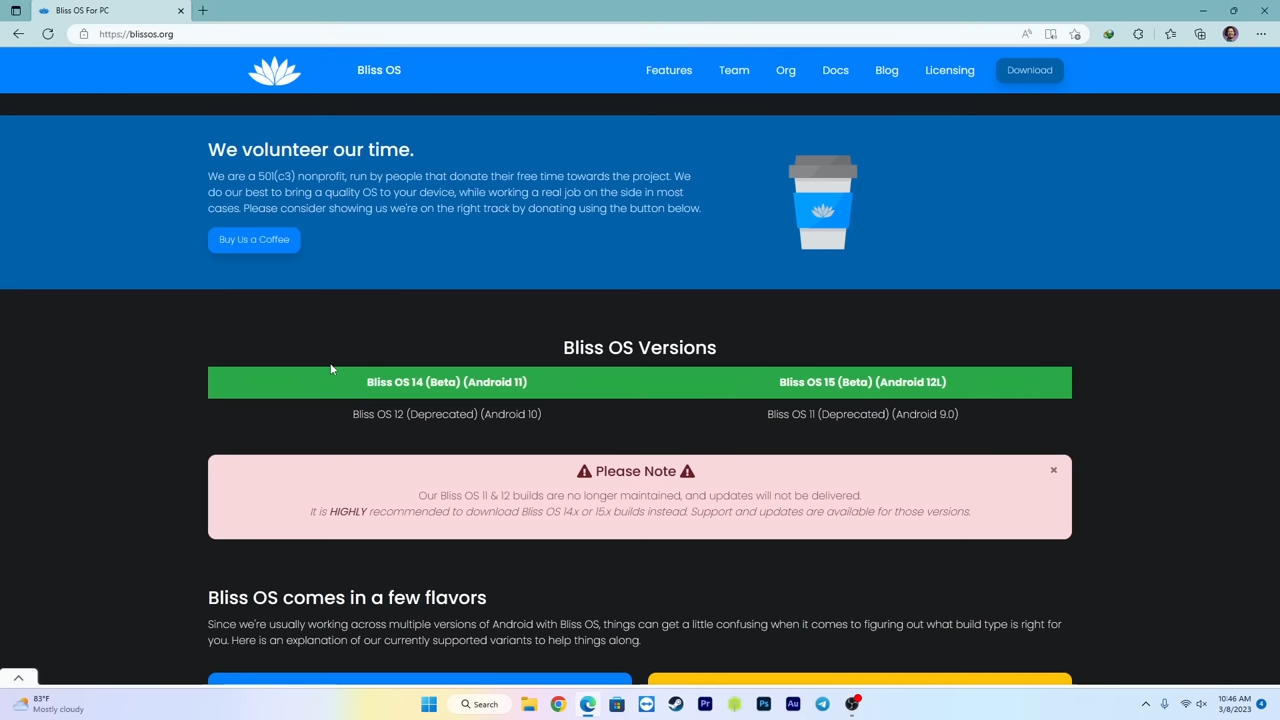 Bliss OS For PC
https://blissos.org
Bliss OS
Features
Team
Org
Docs
Blog
Licensing
Download
We volunteer our time.
We are a 501(c3) nonprofit, run by people that donate their free time towards the project. We
do our best to bring a quality OS to your device, while working a real job on the side in most
cases. Please consider showing us we're on the right track by donating using the button below.
Buy Us a Coffee
Bliss OS Versions
Bliss OS 14 (Beta) (Android 11)
Bliss OS 15 (Beta) (Android 12L)
Bliss OS 12 (Deprecated) (Android 10)
Bliss OS 11 (Deprecated) (Android 9.0)
Please Note
Our Bliss OS 11 & 12 builds are no longer maintained, and updates will not be delivered.
It is HIGHLY recommended to download Bliss OS 14.x or 15.x builds instead. Support and updates are available for those versions.
Bliss OS comes in a few flavors
Since we're usually working across multiple versions of Android with Bliss OS, things can get a little confusing when it comes to figuring out what build type is right for
you. Here is an explanation of our currently supported variants to help things along.
83°F
Mostly cloudy
Search
Pr
Ps
Au
10:46 AM
3/8/2023